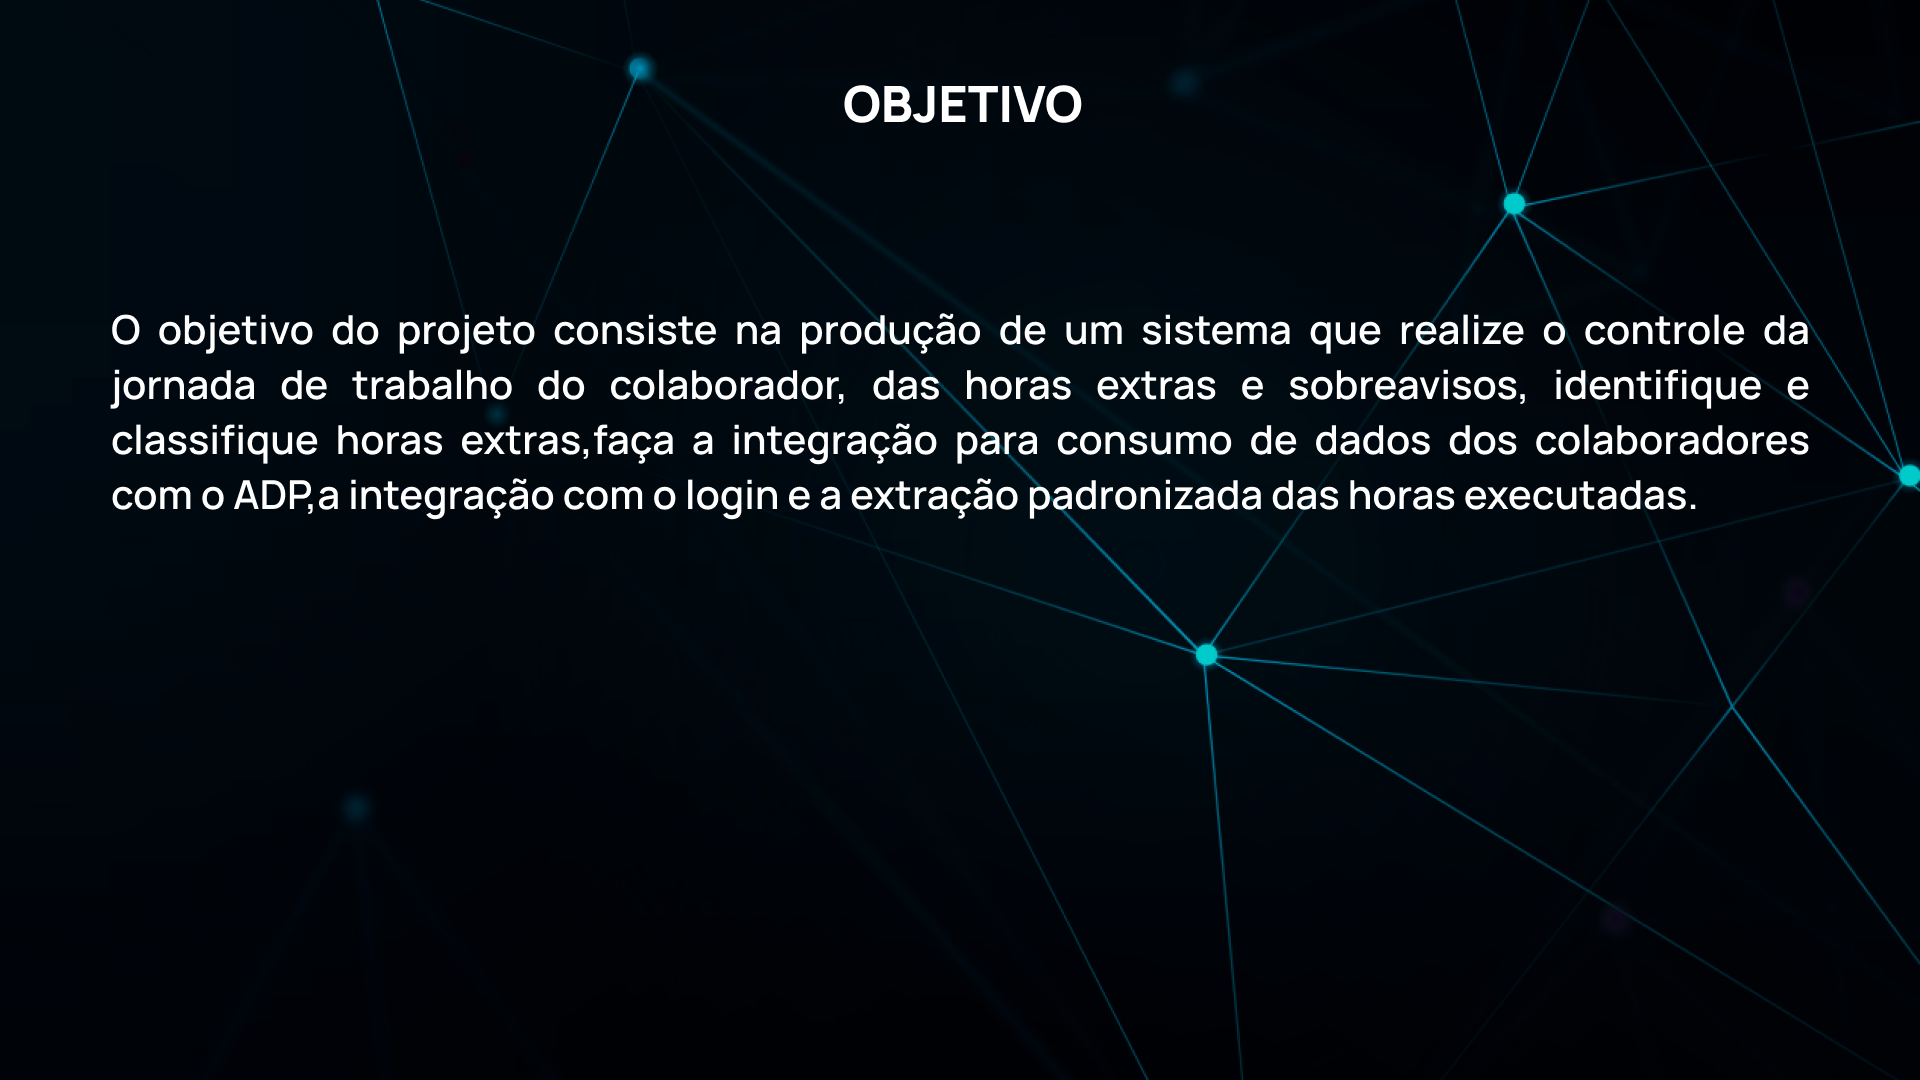 OBJETIVO
O objetivo do projeto consiste na produção de um sistema que realize o controle da
jornada de trabalho do colaborador, das horas extras e sobreavisos, identifique e
classifique horas extras,faça a integração para consumo de dados dos colaboradores
com o ADP,a integração com o login e a extração padronizada das horas executadas.